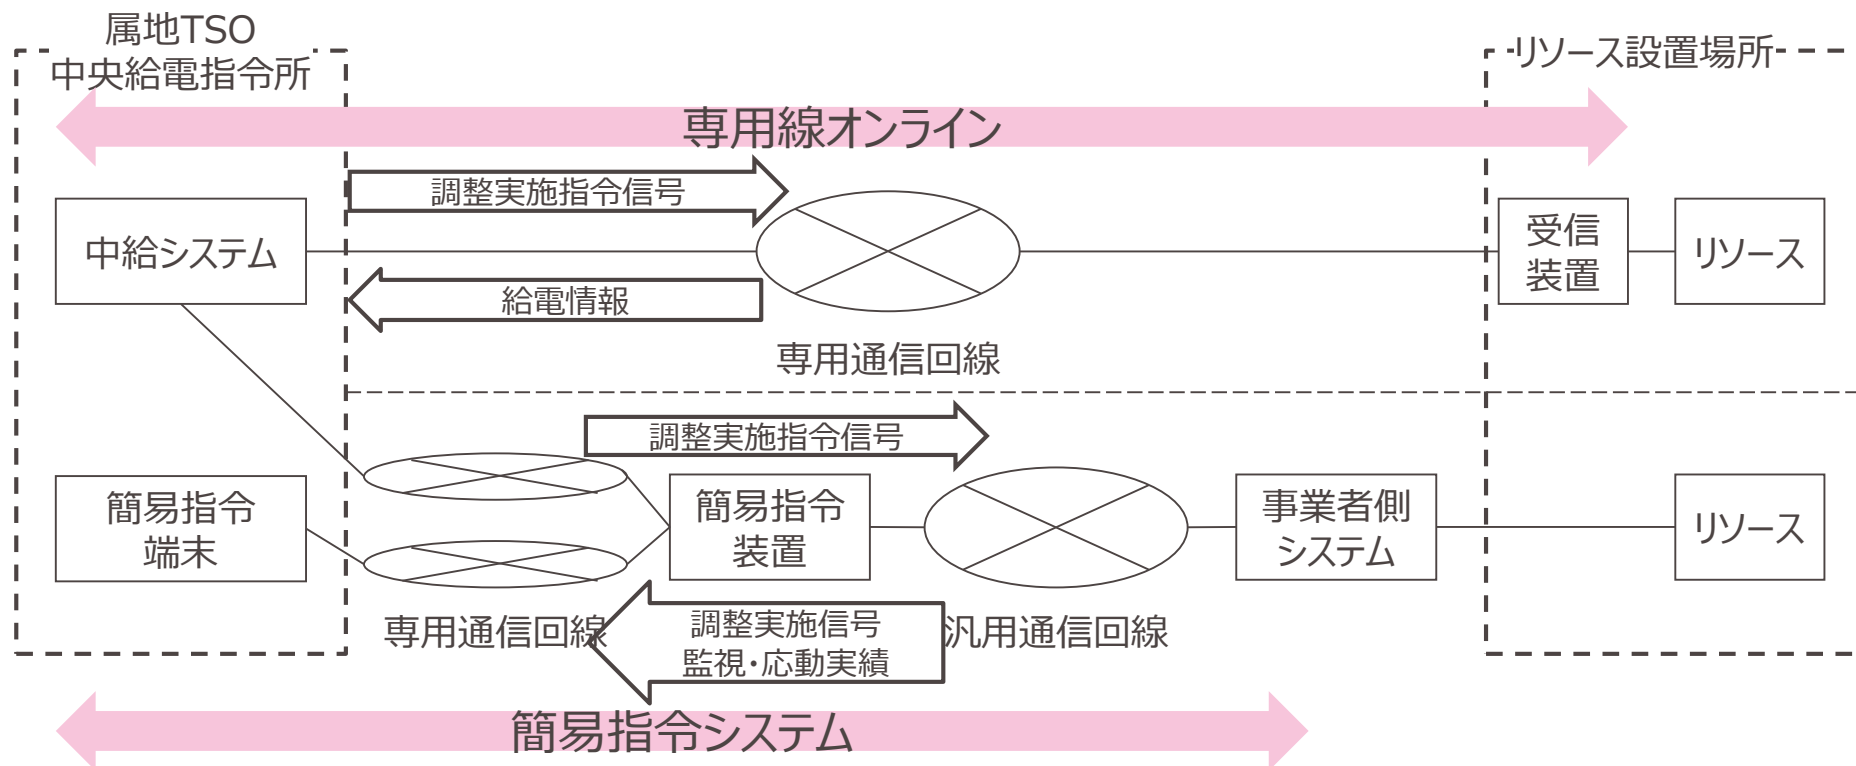 属地TSO
中央給電指令所
リソース設置場所
専用線オンライン
調整実施指令信号
中給システム
受信
装置
リソース
給電情報
専用通信回線
調整実施指令信号
簡易指令
端末
簡易指令
装置
事業者側
システム
リソース
専用通信回線
調整実施信号
監視・応動実績
汎用通信回線
簡易指令システム